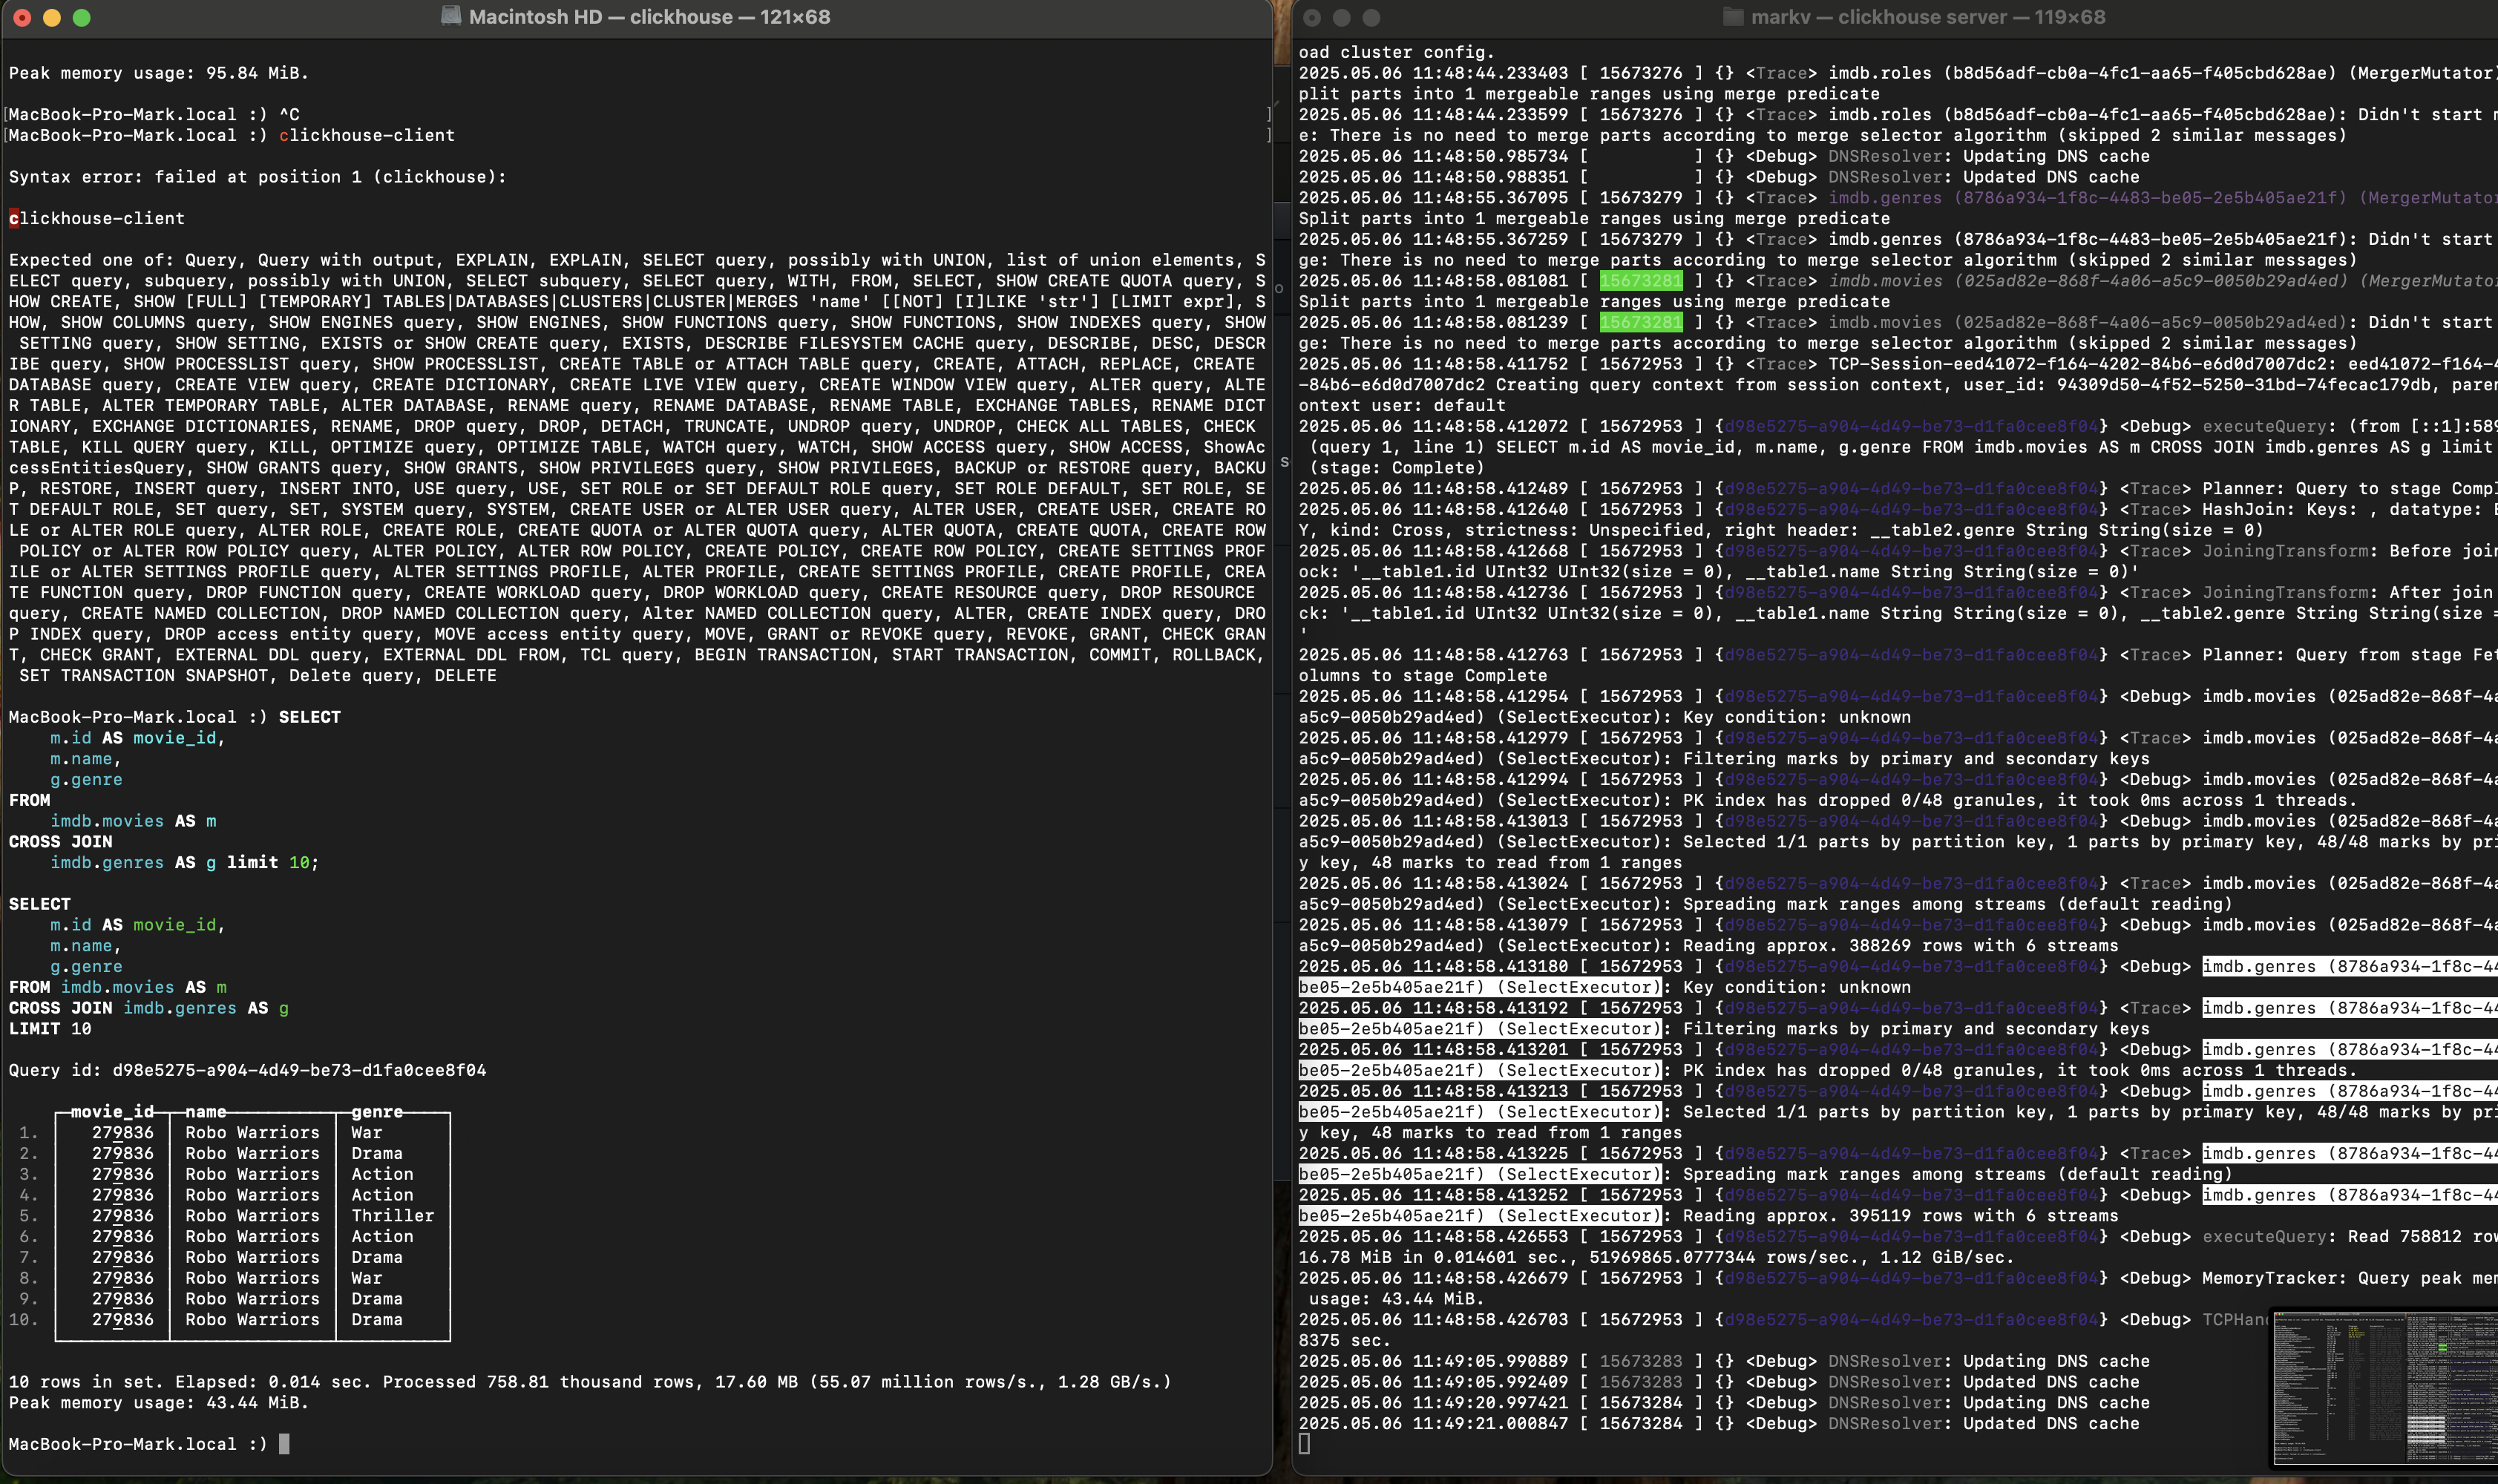 Macintosh HD — clickhouse — 121×68
Peak memory usage: 95.84 MiB.
[MacBook-Pro-Mark.local :) ^C ]
[MacBook-Pro-Mark.local :) clickhouse-client ]
Syntax error: failed at position 1 (clickhouse):
clickhouse-client
Expected one of: Query, Query with output, EXPLAIN, EXPLAIN, SELECT query, possibly with UNION, list of union elements, S
ELECT query, subquery, possibly with UNION, SELECT subquery, SELECT query, WITH, FROM, SELECT, SHOW CREATE QUOTA query, S
HOW CREATE, SHOW [FULL] [TEMPORARY] TABLES|DATABASES|CLUSTERS|CLUSTER|MERGES 'name' [[NOT] [I]LIKE 'str'] [LIMIT expr], S
HOW, SHOW COLUMNS query, SHOW ENGINES query, SHOW ENGINES, SHOW FUNCTIONS query, SHOW FUNCTIONS, SHOW INDEXES query, SHOW
 SETTING query, SHOW SETTING, EXISTS or SHOW CREATE query, EXISTS, DESCRIBE FILESYSTEM CACHE query, DESCRIBE, DESC, DESCR
IBE query, SHOW PROCESSLIST query, SHOW PROCESSLIST, CREATE TABLE or ATTACH TABLE query, CREATE, ATTACH, REPLACE, CREATE
DATABASE query, CREATE VIEW query, CREATE DICTIONARY, CREATE LIVE VIEW query, CREATE WINDOW VIEW query, ALTER query, ALTE
R TABLE, ALTER TEMPORARY TABLE, ALTER DATABASE, RENAME query, RENAME DATABASE, RENAME TABLE, EXCHANGE TABLES, RENAME DICT
IONARY, EXCHANGE DICTIONARIES, RENAME, DROP query, DROP, DETACH, TRUNCATE, UNDROP query, UNDROP, CHECK ALL TABLES, CHECK
TABLE, KILL QUERY query, KILL, OPTIMIZE query, OPTIMIZE TABLE, WATCH query, WATCH, SHOW ACCESS query, SHOW ACCESS, ShowAc
cessEntitiesQuery, SHOW GRANTS query, SHOW GRANTS, SHOW PRIVILEGES query, SHOW PRIVILEGES, BACKUP or RESTORE query, BACKU
P, RESTORE, INSERT query, INSERT INTO, USE query, USE, SET ROLE or SET DEFAULT ROLE query, SET ROLE DEFAULT, SET ROLE, SE
T DEFAULT ROLE, SET query, SET, SYSTEM query, SYSTEM, CREATE USER or ALTER USER query, ALTER USER, CREATE USER, CREATE RO
LE or ALTER ROLE query, ALTER ROLE, CREATE ROLE, CREATE QUOTA or ALTER QUOTA query, ALTER QUOTA, CREATE QUOTA, CREATE ROW
 POLICY or ALTER ROW POLICY query, ALTER POLICY, ALTER ROW POLICY, CREATE POLICY, CREATE ROW POLICY, CREATE SETTINGS PROF
ILE or ALTER SETTINGS PROFILE query, ALTER SETTINGS PROFILE, ALTER PROFILE, CREATE SETTINGS PROFILE, CREATE PROFILE, CREA
TE FUNCTION query, DROP FUNCTION query, CREATE WORKLOAD query, DROP WORKLOAD query, CREATE RESOURCE query, DROP RESOURCE
query, CREATE NAMED COLLECTION, DROP NAMED COLLECTION query, Alter NAMED COLLECTION query, ALTER, CREATE INDEX query, DRO
P INDEX query, DROP access entity query, MOVE access entity query, MOVE, GRANT or REVOKE query, REVOKE, GRANT, CHECK GRAN
T, CHECK GRANT, EXTERNAL DDL query, EXTERNAL DDL FROM, TCL query, BEGIN TRANSACTION, START TRANSACTION, COMMIT, ROLLBACK,
 SET TRANSACTION SNAPSHOT, Delete query, DELETE
MacBook-Pro-Mark.local :) SELECT
m.id AS movie_id,
m.name,
g.genre
FROM
imdb.movies AS m
CROSS JOIN
imdb.genres AS g limit 10;
SELECT
m.id AS movie_id,
m.name,
g.genre
FROM imdb.movies AS m
CROSS JOIN imdb.genres AS g
LIMIT 10
Query id: d98e5275-a904-4d49-be73-d1fa0cee8f04
movie_id name genre
1. 279836 Robo Warriors War
2. 279836 Robo Warriors Drama
3. 279836 Robo Warriors Action
4. 279836 Robo Warriors Action
5. 279836 Robo Warriors Thriller
6. 279836 Robo Warriors Action
7. 279836 Robo Warriors Drama
8. 279836 Robo Warriors War
9. 279836 Robo Warriors Drama
10. 279836 Robo Warriors Drama
10 rows in set. Elapsed: 0.014 sec. Processed 758.81 thousand rows, 17.60 MB (55.07 million rows/s., 1.28 GB/s.)
Peak memory usage: 43.44 MiB.
MacBook-Pro-Mark.local :)
markv — clickhouse server — 119×68
oad cluster config.
2025.05.06 11:48:44.233403 [ 15673276 ] {} <Trace> imdb.roles (b8d56adf-cb0a-4fc1-aa65-f405cbd628ae) (MergerMutator)
plit parts into 1 mergeable ranges using merge predicate
2025.05.06 11:48:44.233599 [ 15673276 ] {} <Trace> imdb.roles (b8d56adf-cb0a-4fc1-aa65-f405cbd628ae): Didn't start m
e: There is no need to merge parts according to merge selector algorithm (skipped 2 similar messages)
2025.05.06 11:48:50.985734 [ ] {} <Debug> DNSResolver: Updating DNS cache
2025.05.06 11:48:50.988351 [ ] {} <Debug> DNSResolver: Updated DNS cache
2025.05.06 11:48:55.367095 [ 15673279 ] {} <Trace> imdb.genres (8786a934-1f8c-4483-be05-2e5b405ae21f) (MergerMutator
Split parts into 1 mergeable ranges using merge predicate
2025.05.06 11:48:55.367259 [ 15673279 ] {} <Trace> imdb.genres (8786a934-1f8c-4483-be05-2e5b405ae21f): Didn't start
ge: There is no need to merge parts according to merge selector algorithm (skipped 2 similar messages)
2025.05.06 11:48:58.081081 [ 15673281 ] {} <Trace> imdb.movies (025ad82e-868f-4a06-a5c9-0050b29ad4ed) (MergerMutator
Split parts into 1 mergeable ranges using merge predicate
2025.05.06 11:48:58.081239 [ 15673281 ] {} <Trace> imdb.movies (025ad82e-868f-4a06-a5c9-0050b29ad4ed): Didn't start
ge: There is no need to merge parts according to merge selector algorithm (skipped 2 similar messages)
2025.05.06 11:48:58.411752 [ 15672953 ] {} <Trace> TCP-Session-eed41072-f164-4202-84b6-e6d0d7007dc2: eed41072-f164-4
-84b6-e6d0d7007dc2 Creating query context from session context, user_id: 94309d50-4f52-5250-31bd-74fecac179db, paren
ontext user: default
2025.05.06 11:48:58.412072 [ 15672953 ] {d98e5275-a904-4d49-be73-d1fa0cee8f04} <Debug> executeQuery: (from [::1]:589
 (query 1, line 1) SELECT m.id AS movie_id, m.name, g.genre FROM imdb.movies AS m CROSS JOIN imdb.genres AS g limit
 (stage: Complete)
2025.05.06 11:48:58.412489 [ 15672953 ] {d98e5275-a904-4d49-be73-d1fa0cee8f04} <Trace> Planner: Query to stage Compl
2025.05.06 11:48:58.412640 [ 15672953 ] {d98e5275-a904-4d49-be73-d1fa0cee8f04} <Trace> HashJoin: Keys: , datatype: E
Y, kind: Cross, strictness: Unspecified, right header: __table2.genre String String(size = 0)
2025.05.06 11:48:58.412668 [ 15672953 ] {d98e5275-a904-4d49-be73-d1fa0cee8f04} <Trace> JoiningTransform: Before join
ock: '__table1.id UInt32 UInt32(size = 0), __table1.name String String(size = 0)'
2025.05.06 11:48:58.412736 [ 15672953 ] {d98e5275-a904-4d49-be73-d1fa0cee8f04} <Trace> JoiningTransform: After join
ck: '__table1.id UInt32 UInt32(size = 0), __table1.name String String(size = 0), __table2.genre String String(size =
'
2025.05.06 11:48:58.412763 [ 15672953 ] {d98e5275-a904-4d49-be73-d1fa0cee8f04} <Trace> Planner: Query from stage Fet
olumns to stage Complete
2025.05.06 11:48:58.412954 [ 15672953 ] {d98e5275-a904-4d49-be73-d1fa0cee8f04} <Debug> imdb.movies (025ad82e-868f-4a
a5c9-0050b29ad4ed) (SelectExecutor): Key condition: unknown
2025.05.06 11:48:58.412979 [ 15672953 ] {d98e5275-a904-4d49-be73-d1fa0cee8f04} <Trace> imdb.movies (025ad82e-868f-4a
a5c9-0050b29ad4ed) (SelectExecutor): Filtering marks by primary and secondary keys
2025.05.06 11:48:58.412994 [ 15672953 ] {d98e5275-a904-4d49-be73-d1fa0cee8f04} <Debug> imdb.movies (025ad82e-868f-4a
a5c9-0050b29ad4ed) (SelectExecutor): PK index has dropped 0/48 granules, it took 0ms across 1 threads.
2025.05.06 11:48:58.413013 [ 15672953 ] {d98e5275-a904-4d49-be73-d1fa0cee8f04} <Debug> imdb.movies (025ad82e-868f-4a
a5c9-0050b29ad4ed) (SelectExecutor): Selected 1/1 parts by partition key, 1 parts by primary key, 48/48 marks by pri
y key, 48 marks to read from 1 ranges
2025.05.06 11:48:58.413024 [ 15672953 ] {d98e5275-a904-4d49-be73-d1fa0cee8f04} <Trace> imdb.movies (025ad82e-868f-4a
a5c9-0050b29ad4ed) (SelectExecutor): Spreading mark ranges among streams (default reading)
2025.05.06 11:48:58.413079 [ 15672953 ] {d98e5275-a904-4d49-be73-d1fa0cee8f04} <Debug> imdb.movies (025ad82e-868f-4a
a5c9-0050b29ad4ed) (SelectExecutor): Reading approx. 388269 rows with 6 streams
2025.05.06 11:48:58.413180 [ 15672953 ] {d98e5275-a904-4d49-be73-d1fa0cee8f04} <Debug> imdb.genres (8786a934-1f8c-44
be05-2e5b405ae21f) (SelectExecutor): Key condition: unknown
2025.05.06 11:48:58.413192 [ 15672953 ] {d98e5275-a904-4d49-be73-d1fa0cee8f04} <Trace> imdb.genres (8786a934-1f8c-44
be05-2e5b405ae21f) (SelectExecutor): Filtering marks by primary and secondary keys
2025.05.06 11:48:58.413201 [ 15672953 ] {d98e5275-a904-4d49-be73-d1fa0cee8f04} <Debug> imdb.genres (8786a934-1f8c-44
be05-2e5b405ae21f) (SelectExecutor): PK index has dropped 0/48 granules, it took 0ms across 1 threads.
2025.05.06 11:48:58.413213 [ 15672953 ] {d98e5275-a904-4d49-be73-d1fa0cee8f04} <Debug> imdb.genres (8786a934-1f8c-44
be05-2e5b405ae21f) (SelectExecutor): Selected 1/1 parts by partition key, 1 parts by primary key, 48/48 marks by pri
y key, 48 marks to read from 1 ranges
2025.05.06 11:48:58.413225 [ 15672953 ] {d98e5275-a904-4d49-be73-d1fa0cee8f04} <Trace> imdb.genres (8786a934-1f8c-44
be05-2e5b405ae21f) (SelectExecutor): Spreading mark ranges among streams (default reading)
2025.05.06 11:48:58.413252 [ 15672953 ] {d98e5275-a904-4d49-be73-d1fa0cee8f04} <Debug> imdb.genres (8786a934-1f8c-44
be05-2e5b405ae21f) (SelectExecutor): Reading approx. 395119 rows with 6 streams
2025.05.06 11:48:58.426553 [ 15672953 ] {d98e5275-a904-4d49-be73-d1fa0cee8f04} <Debug> executeQuery: Read 758812 row
16.78 MiB in 0.014601 sec., 51969865.0777344 rows/sec., 1.12 GiB/sec.
2025.05.06 11:48:58.426679 [ 15672953 ] {d98e5275-a904-4d49-be73-d1fa0cee8f04} <Debug> MemoryTracker: Query peak mem
 usage: 43.44 MiB.
2025.05.06 11:48:58.426703 [ 15672953 ] {d98e5275-a904-4d49-be73-d1fa0cee8f04} <Debug> TCPHan
8375 sec.
2025.05.06 11:49:05.990889 [ 15673283 ] {} <Debug> DNSResolver: Updating DNS cache
2025.05.06 11:49:05.992409 [ 15673283 ] {} <Debug> DNSResolver: Updated DNS cache
2025.05.06 11:49:20.997421 [ 15673284 ] {} <Debug> DNSResolver: Updating DNS cache
2025.05.06 11:49:21.000847 [ 15673284 ] {} <Debug> DNSResolver: Updated DNS cache